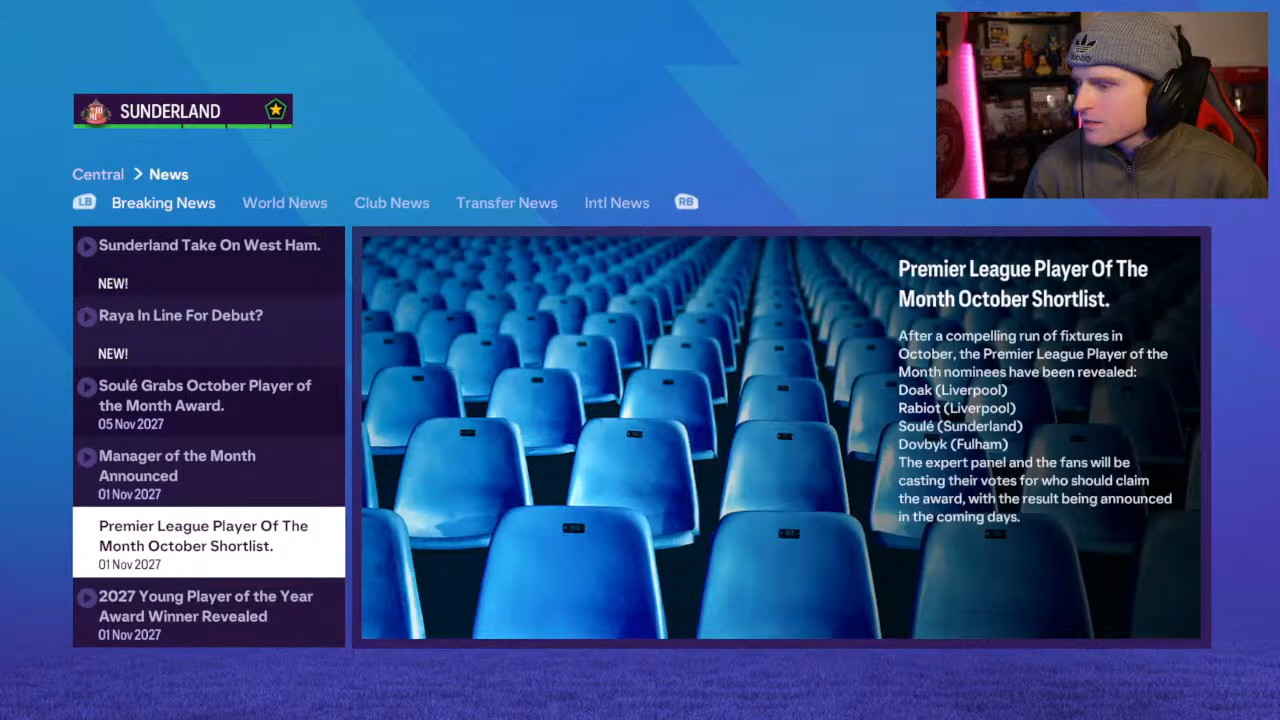 SUNDERLAND
Central > News
LB Breaking News World News Club News Transfer News Intl News RB
Sunderland Take On West Ham.
NEW!
Raya In Line For Debut?
NEW!
Soulé Grabs October Player of
the Month Award.
05 Nov 2027
Manager of the Month
Announced
01 Nov 2027
Premier League Player Of The
Month October Shortlist.
01 Nov 2027
2027 Young Player of the Year
Award Winner Revealed
01 Nov 2027
Premier League Player Of The
Month October Shortlist.
After a compelling run of fixtures in
October, the Premier League Player of the
Month nominees have been revealed:
Doak (Liverpool)
Rabiot (Liverpool)
Soulé (Sunderland)
Dovbyk (Fulham)
The expert panel and the fans will be
casting their votes for who should claim
the award, with the result being announced
in the coming days.